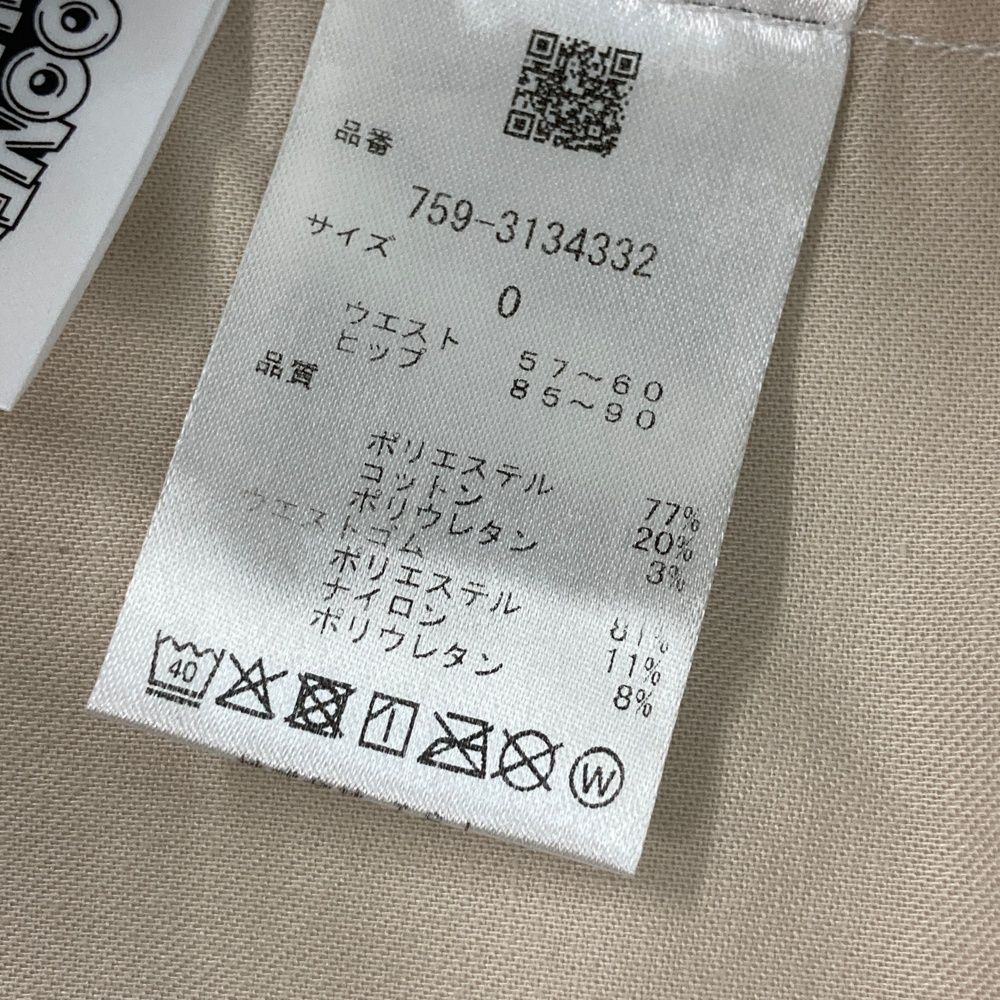 品番
759-3134332
サイズ
0
ウエスト 57～60
ヒップ 85～90
品質
ポリエステル 77%
コットン 20%
ポリウレタン 3%
ウエストゴム
ポリエステル 81%
ナイロン 11%
ポリウレタン 8%
40
W